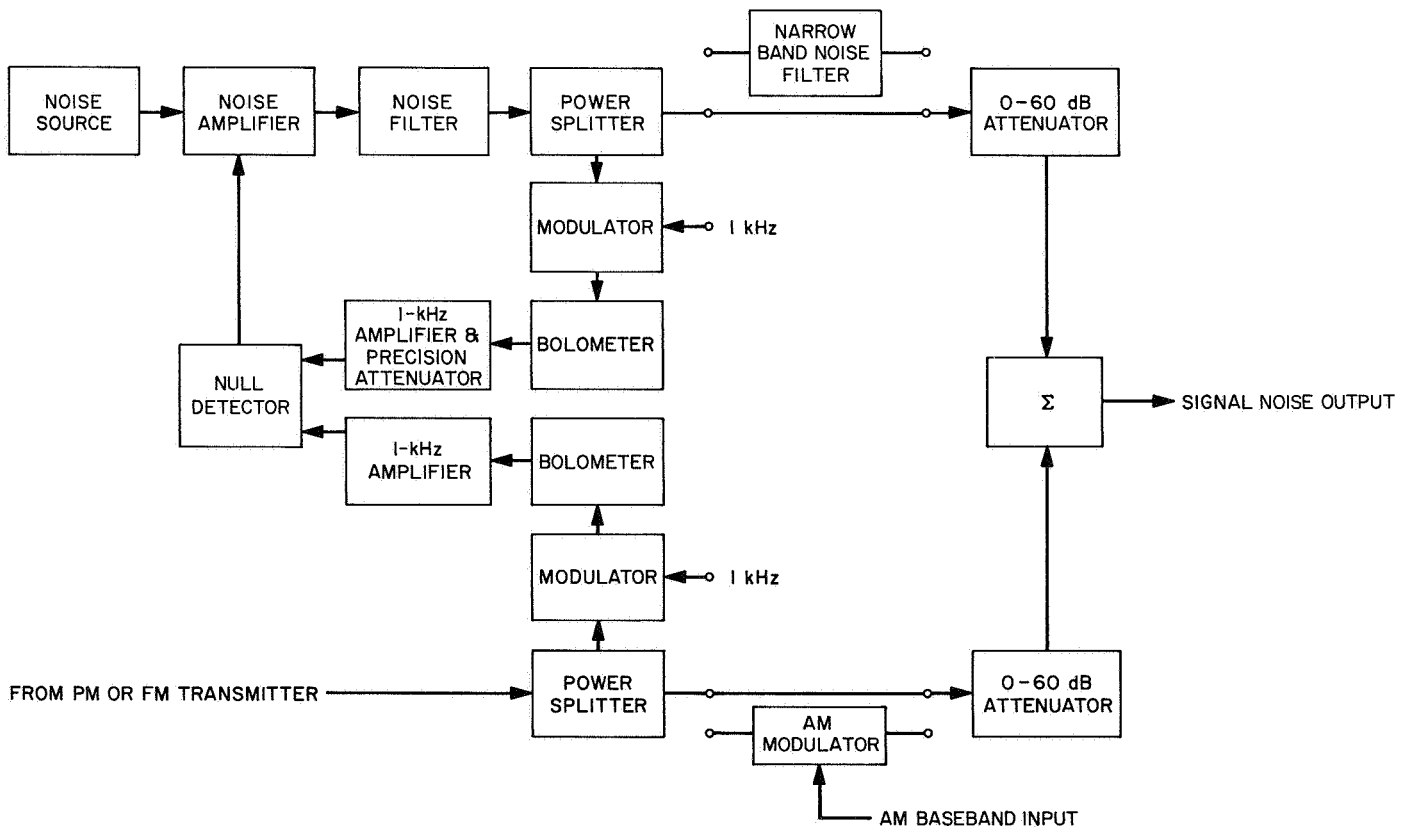 NARROW
BAND NOISE
FILTER
NOISE
SOURCE
NOISE
AMPLIFIER
NOISE
FILTER
POWER
SPLITTER
0-60 dB
ATTENUATOR
MODULATOR
1 kHz
1-kHz
AMPLIFIER &
PRECISION
ATTENUATOR
BOLOMETER
NULL
DETECTOR
Σ
SIGNAL NOISE OUTPUT
1-kHz
AMPLIFIER
BOLOMETER
MODULATOR
1 kHz
FROM PM OR FM TRANSMITTER
POWER
SPLITTER
0-60 dB
ATTENUATOR
AM
MODULATOR
AM BASEBAND INPUT